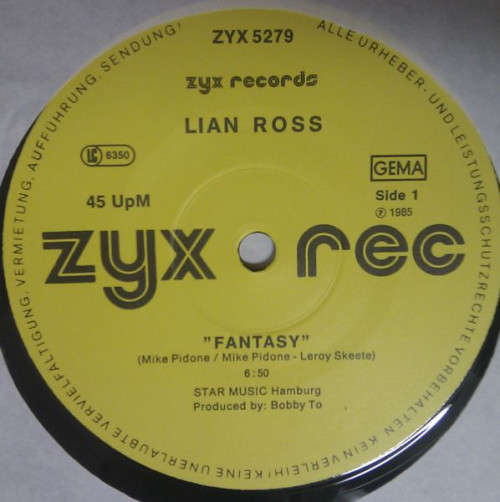 ALLE URHEBER- UND LEISTUNGSSCHUTZRECHTE VORBEHALTEN. KEIN VERLEIH! KEINE UNERLAUBTE VERVIELFÄLTIGUNG, VERMIETUNG, AUFFÜHRUNG, SENDUNG!
ZYX 5279
zyx records
LIAN ROSS
LC 6350
GEMA
45 UpM
Side 1
℗ 1985
zyx rec
"FANTASY"
(Mike Pidone / Mike Pidone - Leroy Skeete)
6:50
STAR MUSIC Hamburg
Produced by: Bobby To